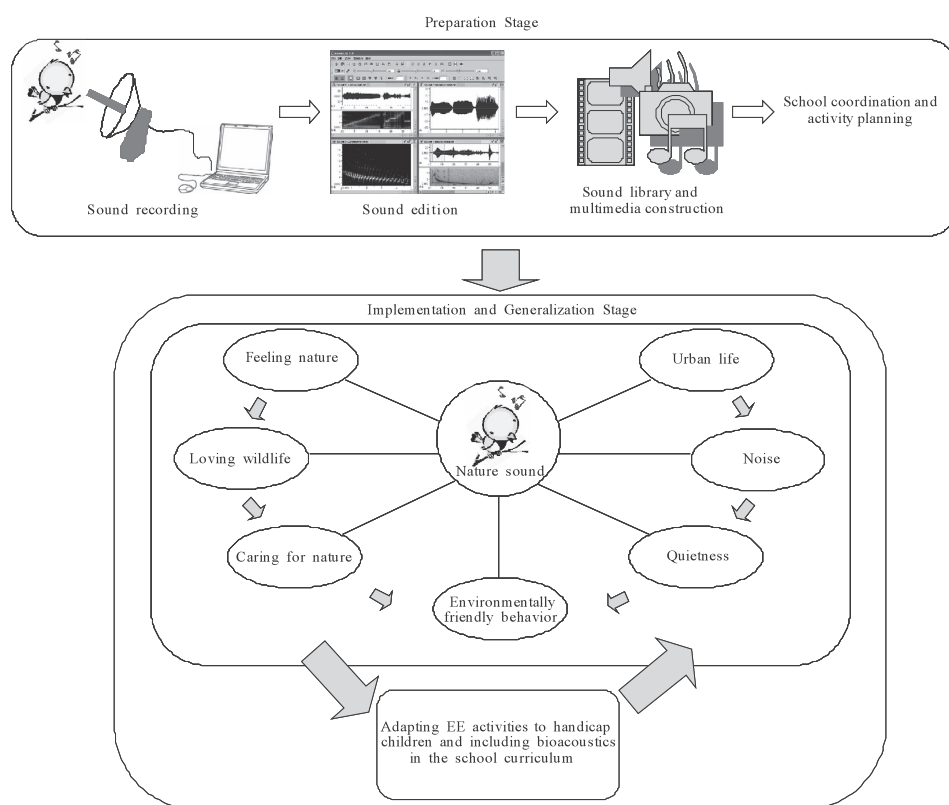 Preparation Stage
Sound recording
Sound edition
Sound library and
multimedia construction
School coordination and
activity planning
Implementation and Generalization Stage
Feeling nature
Urban life
Loving wildlife
Nature sound
Noise
Caring for nature
Quietness
Environmentally
friendly behavior
Adapting EE activities to handicap
children and including bioacoustics
in the school curriculum